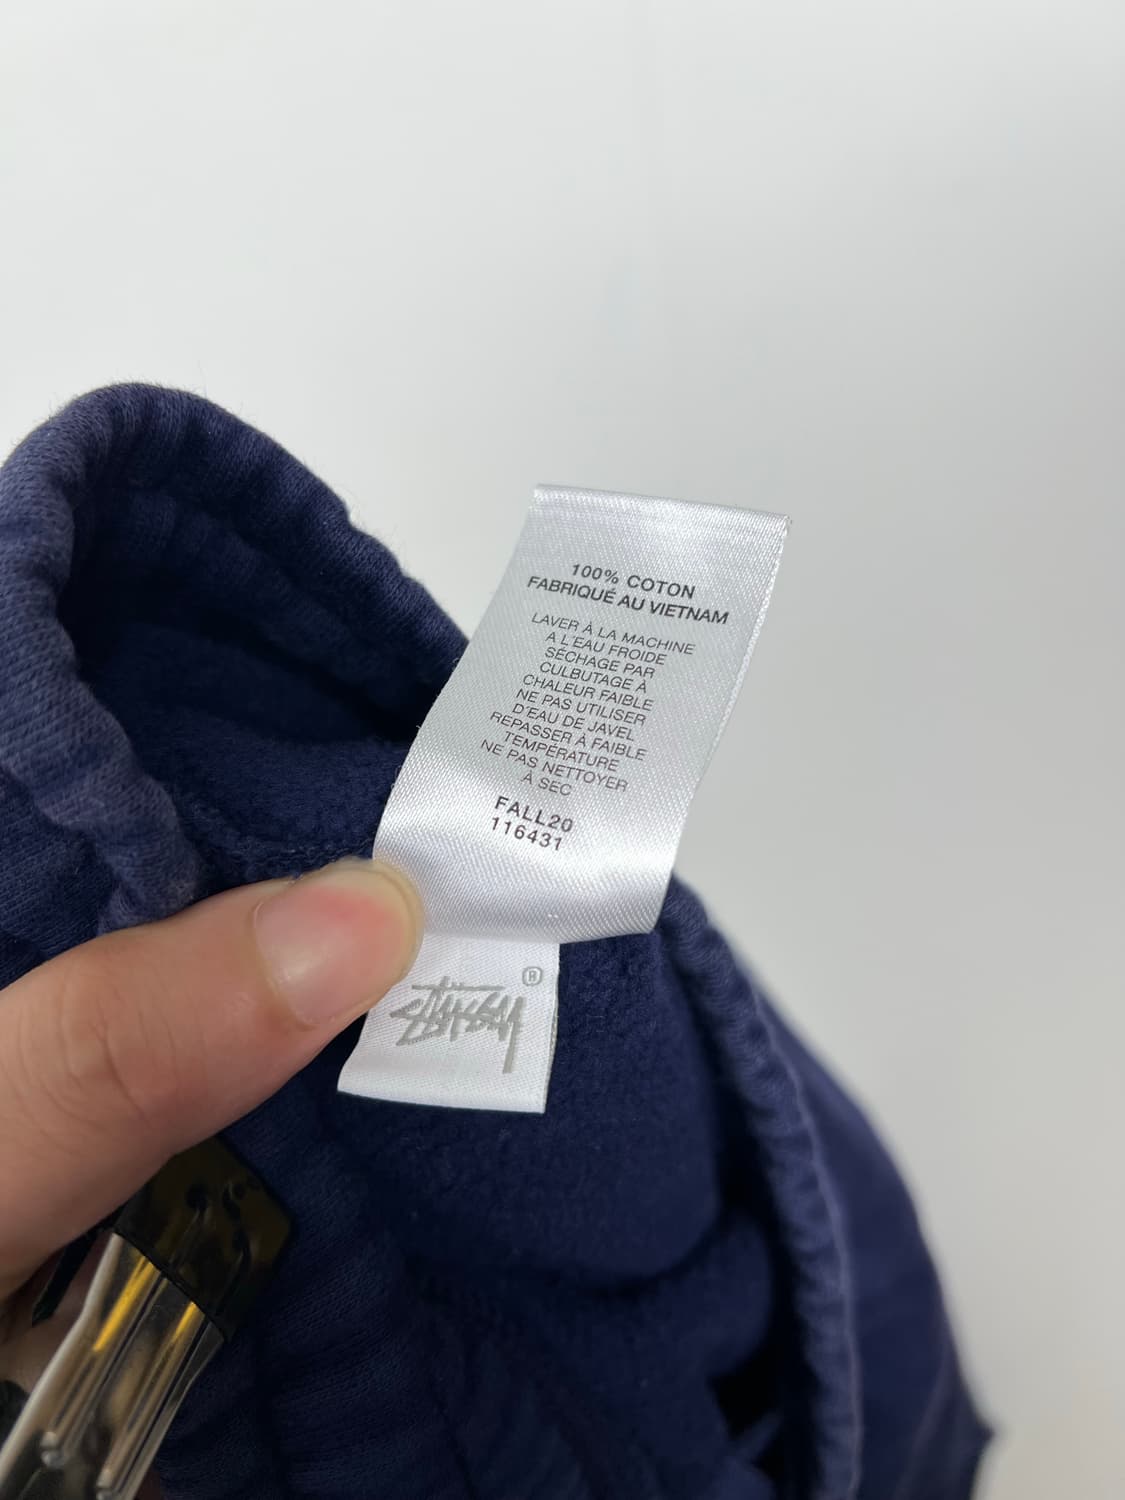 100% COTON
FABRIQUÉ AU VIETNAM
LAVER À LA MACHINE
A L'EAU FROIDE
SÉCHAGE PAR
CULBUTAGE À
CHALEUR FAIBLE
NE PAS UTILISER
D'EAU DE JAVEL
REPASSER À FAIBLE
TEMPÉRATURE
NE PAS NETTOYER
À SEC
FALL20
116431
STÜSSY ®